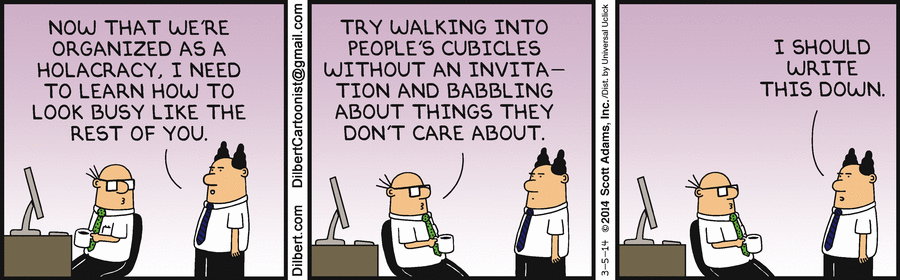 NOW THAT WE'RE
ORGANIZED AS A
HOLACRACY, I NEED
TO LEARN HOW TO
LOOK BUSY LIKE THE
REST OF YOU.
Dilbert.com DilbertCartoonist@gmail.com
TRY WALKING INTO
PEOPLE'S CUBICLES
WITHOUT AN INVITA–
TION AND BABBLING
ABOUT THINGS THEY
DON'T CARE ABOUT.
3-5-14 © 2014 Scott Adams, Inc. /Dist. by Universal Uclick
I SHOULD
WRITE
THIS DOWN.